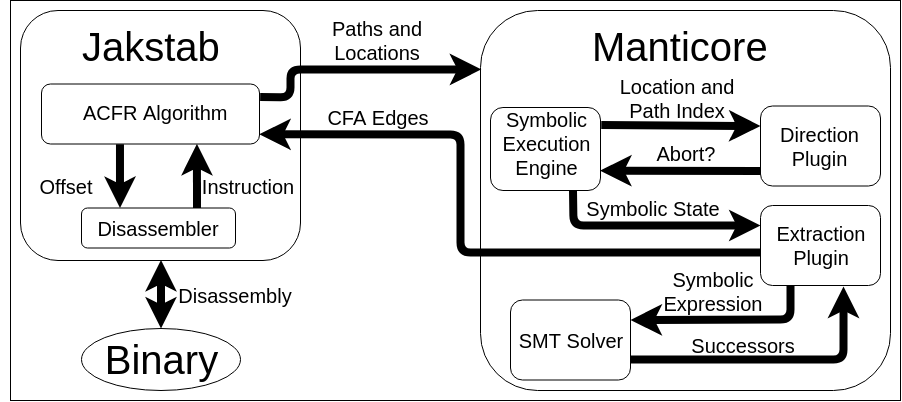 Jakstab
ACFR Algorithm
Offset
Instruction
Disassembler
Disassembly
Binary
Paths and
Locations
CFA Edges
Manticore
Symbolic
Execution
Engine
Location and
Path Index
Direction
Plugin
Abort?
Symbolic State
Extraction
Plugin
Symbolic
Expression
SMT Solver
Successors